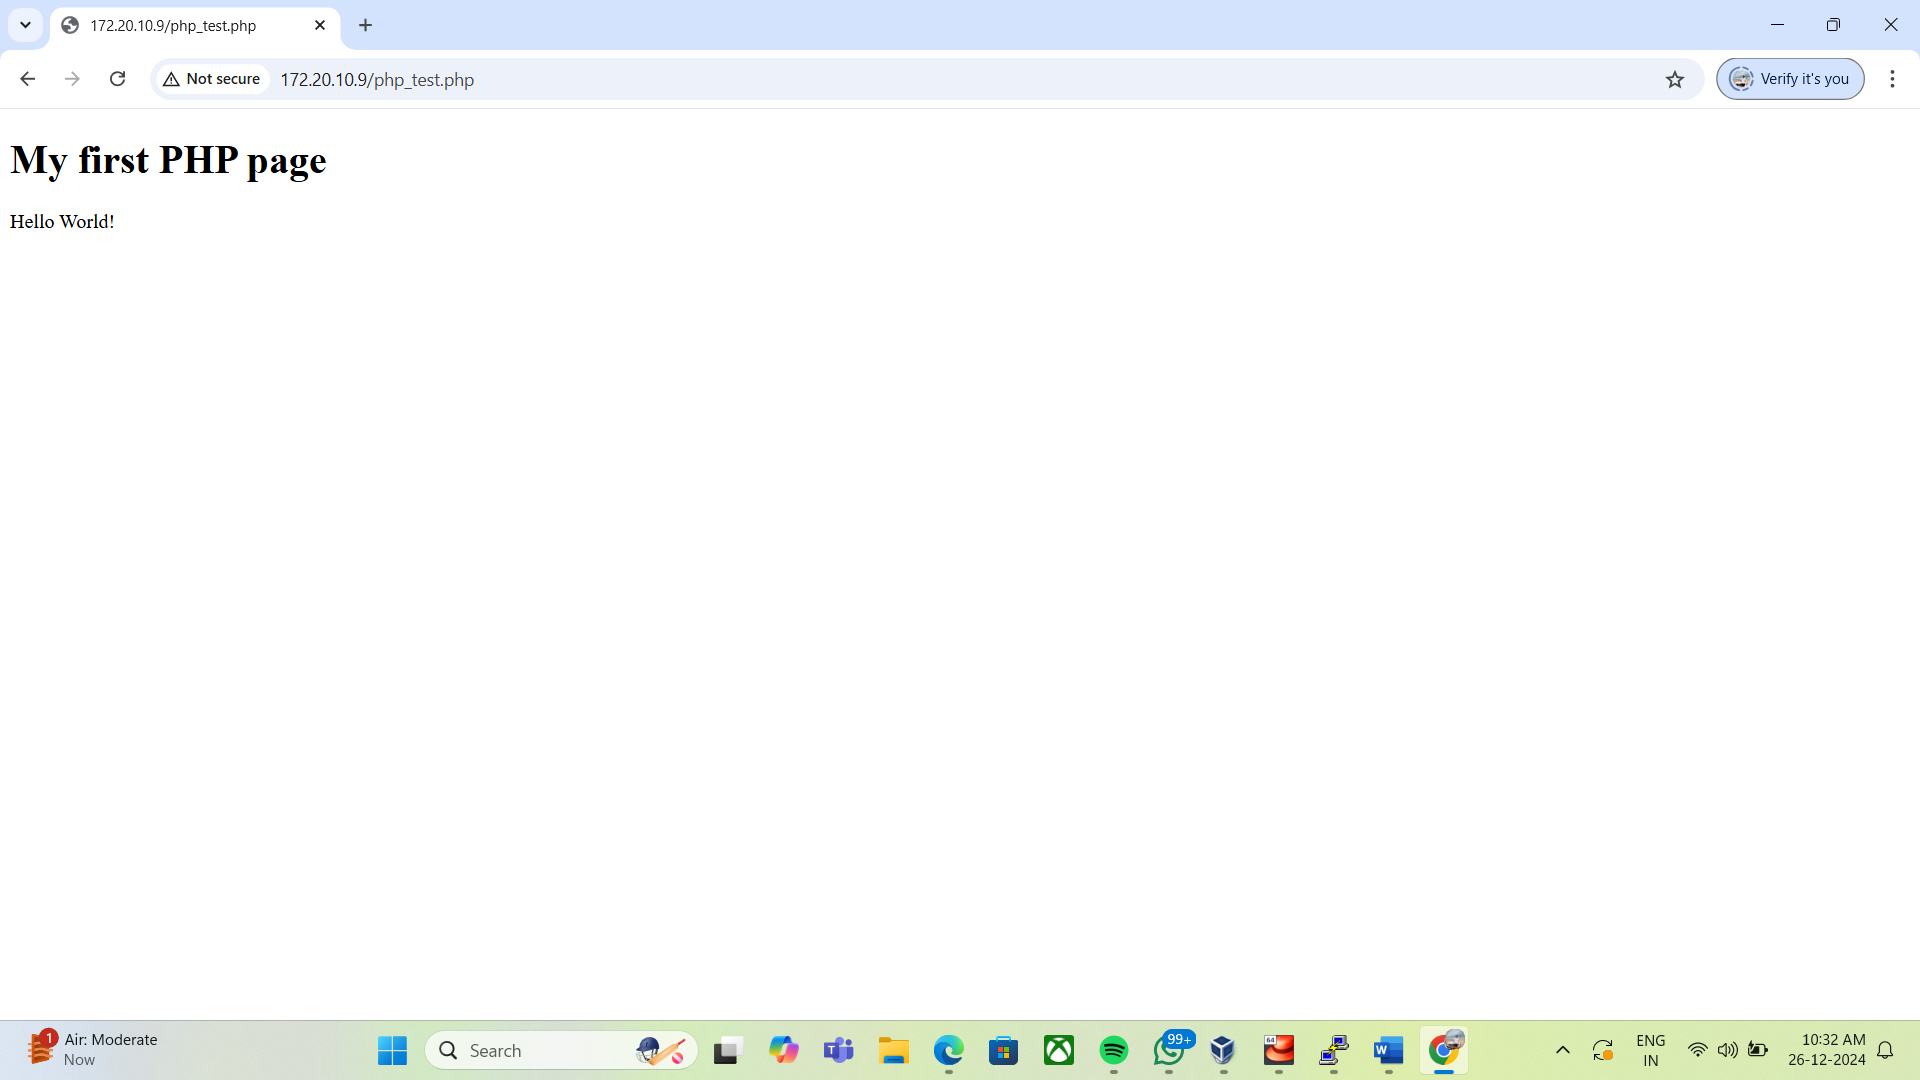 172.20.10.9/php_test.php
Not secure
172.20.10.9/php_test.php
Verify it's you
My first PHP page
Hello World!
1
Air: Moderate
Now
Search
T
99+
64
W
ENG
IN
10:32 AM
26-12-2024